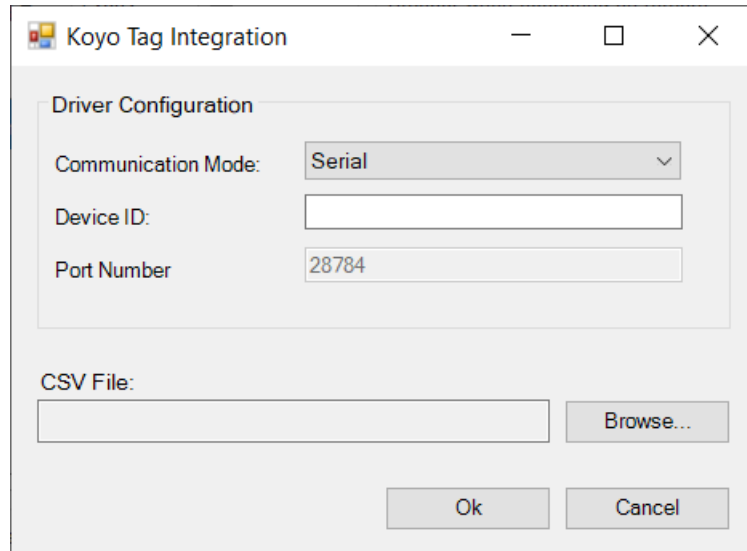 Koyo Tag Integration
Driver Configuration
Communication Mode: Serial
Device ID:
Port Number 28784
CSV File:
Browse...
Ok Cancel